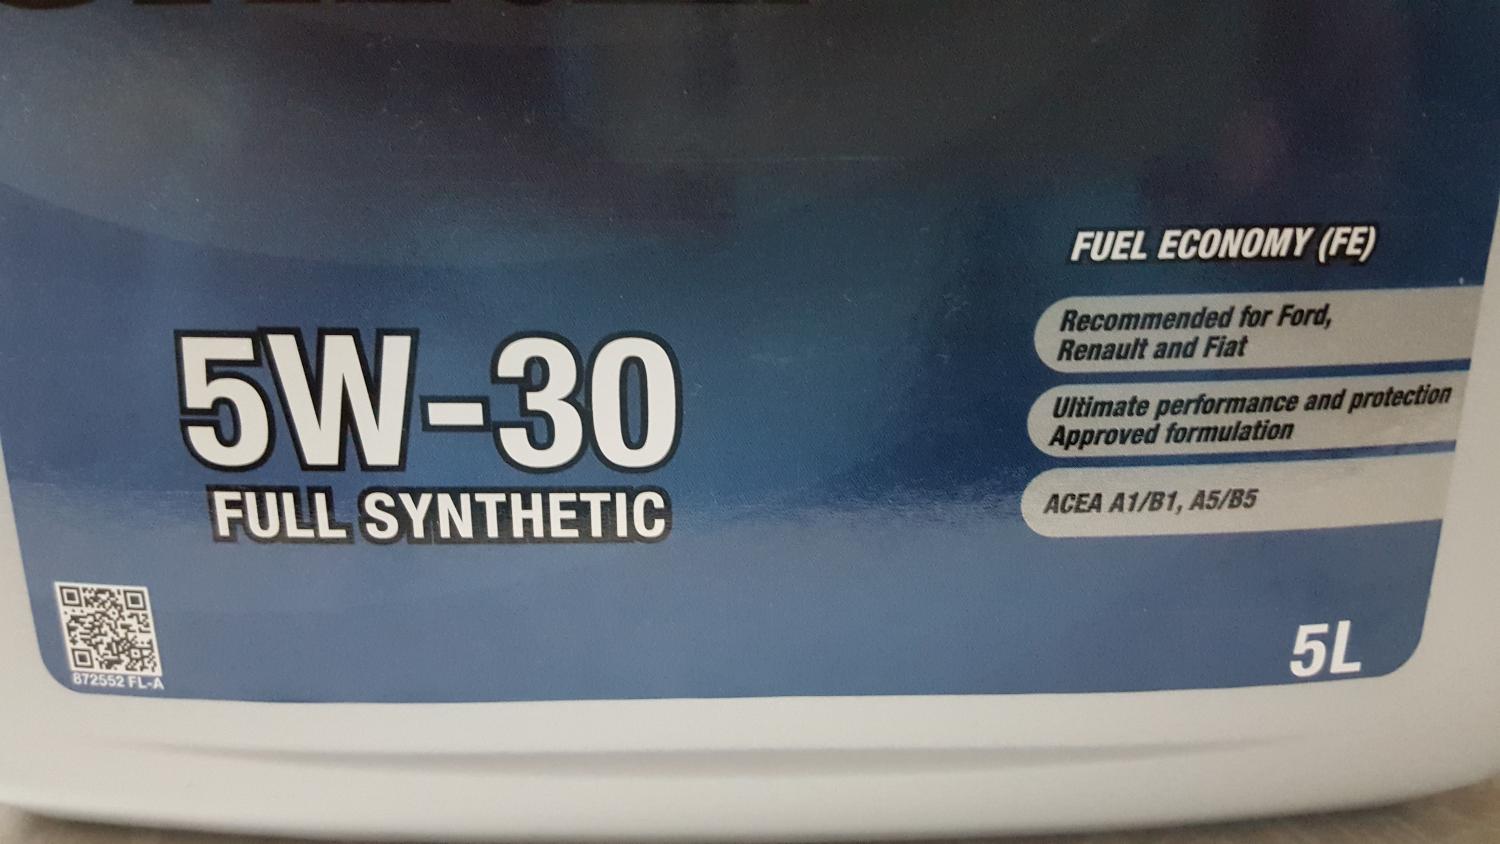 5W-30
FULL SYNTHETIC
FUEL ECONOMY (FE)
Recommended for Ford,
Renault and Fiat
Ultimate performance and protection
Approved formulation
ACEA A1/B1, A5/B5
872552 FL-A
5L